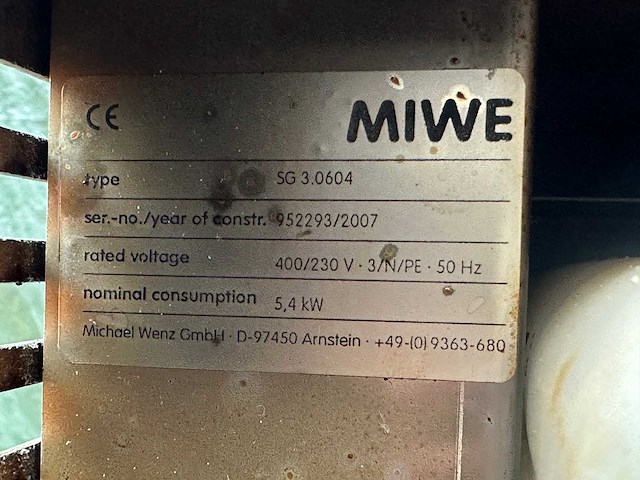 CE
MIWE
type SG 3.0604
ser.-no./year of constr. 952293/2007
rated voltage 400/230 V · 3/N/PE · 50 Hz
nominal consumption 5,4 kW
Michael Wenz GmbH · D-97450 Arnstein · +49-(0)9363-680